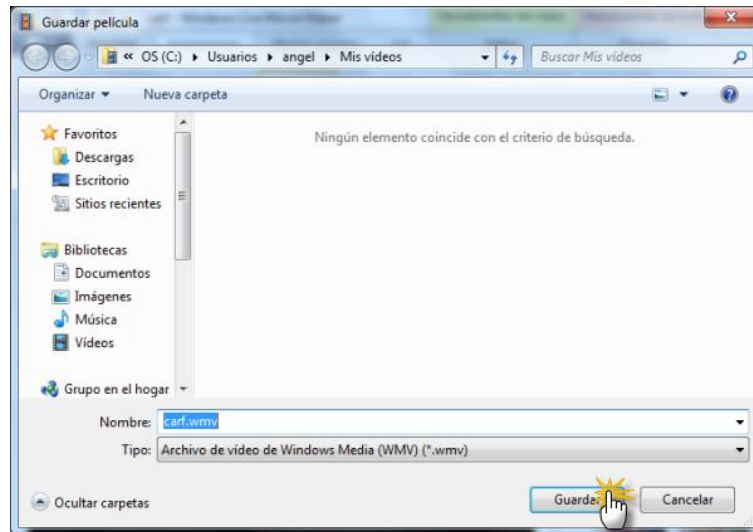 Guardar película
« OS (C:) ▸ Usuarios ▸ angel ▸ Mis vídeos
Buscar Mis vídeos
Organizar
Nueva carpeta
Favoritos
Descargas
Escritorio
Sitios recientes
Bibliotecas
Documentos
Imágenes
Música
Vídeos
Grupo en el hogar
Ningún elemento coincide con el criterio de búsqueda.
Nombre: carf.wmv
Tipo: Archivo de vídeo de Windows Media (WMV) (*.wmv)
Ocultar carpetas
Guardar
Cancelar